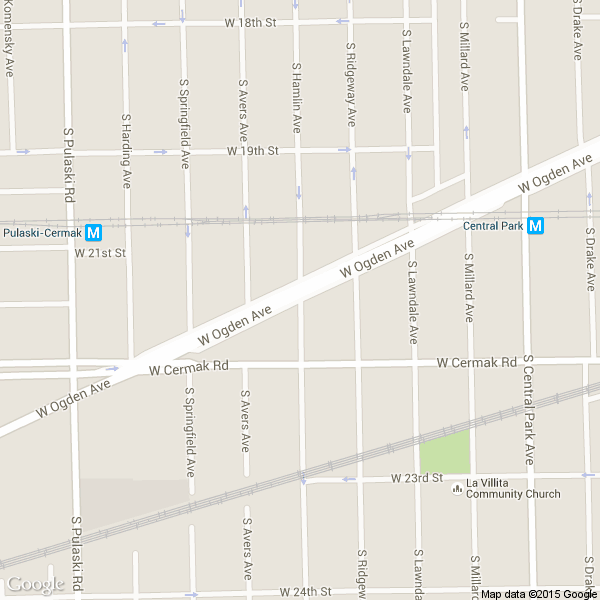 W 18th St
S Komensky Ave
S Pulaski Rd
S Harding Ave
S Springfield Ave
S Avers Ave
S Hamlin Ave
S Ridgeway Ave
S Lawndale Ave
S Millard Ave
S Drake Ave
W 19th St
W Ogden Ave
Pulaski-Cermak M
W 21st St
Central Park M
W Ogden Ave
S Lawndale Ave
S Millard Ave
S Drake Ave
W Ogden Ave
W Cermak Rd
W Cermak Rd
W Ogden Ave
S Springfield Ave
S Avers Ave
S Central Park Ave
W 23rd St
La Villita
Community Church
S Pulaski Rd
S Avers Ave
S Ridgew
S Lawnda
S Millard
S Drake
W 24th St
Google
Map data ©2015 Google